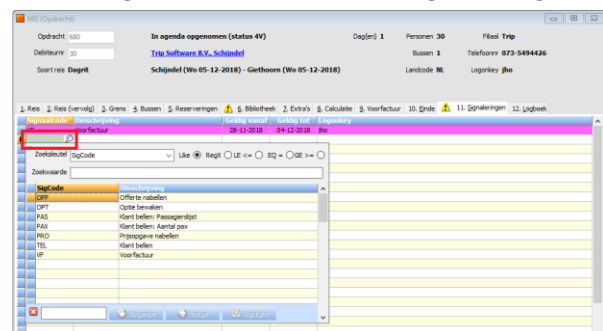 680 (Opdracht)
Opdracht 680 In agenda opgenomen (status 4V) Dag(en) 1 Personen 30 Filiaal Trip
Debiteurnr 30 Trip Software B.V., Schijndel Bussen 1 Telefoonnr 073-5494426
Soort reis Dagrit Schijndel (Wo 05-12-2018) - Giethoorn (Wo 05-12-2018) Landcode NL Logonkey jho
1. Reis 2. Reis (vervolg) 3. Grens 4. Bussen 5. Reserveringen 6. Bibliotheek 7. Extra's 8. Calculatie 9. Voorfactuur 10. Einde 11. Signaleringen 12. Logboek
Signaalcode Omschrijving Geldig vanaf Geldig tot Logonkey
VF Voorfactuur 28-11-2018 04-12-2018 jho
Zoeksleutel SigCode Like RegX LE <= EQ = GE >=
Zoekwaarde
SigCode Omschrijving
OFF Offerte nabellen
OPT Optie bewaken
PAS Klant bellen: Passagierslijst
PAX Klant bellen: Aantal pax
PRO Prijsopgave nabellen
TEL Klant bellen
VF Voorfactuur